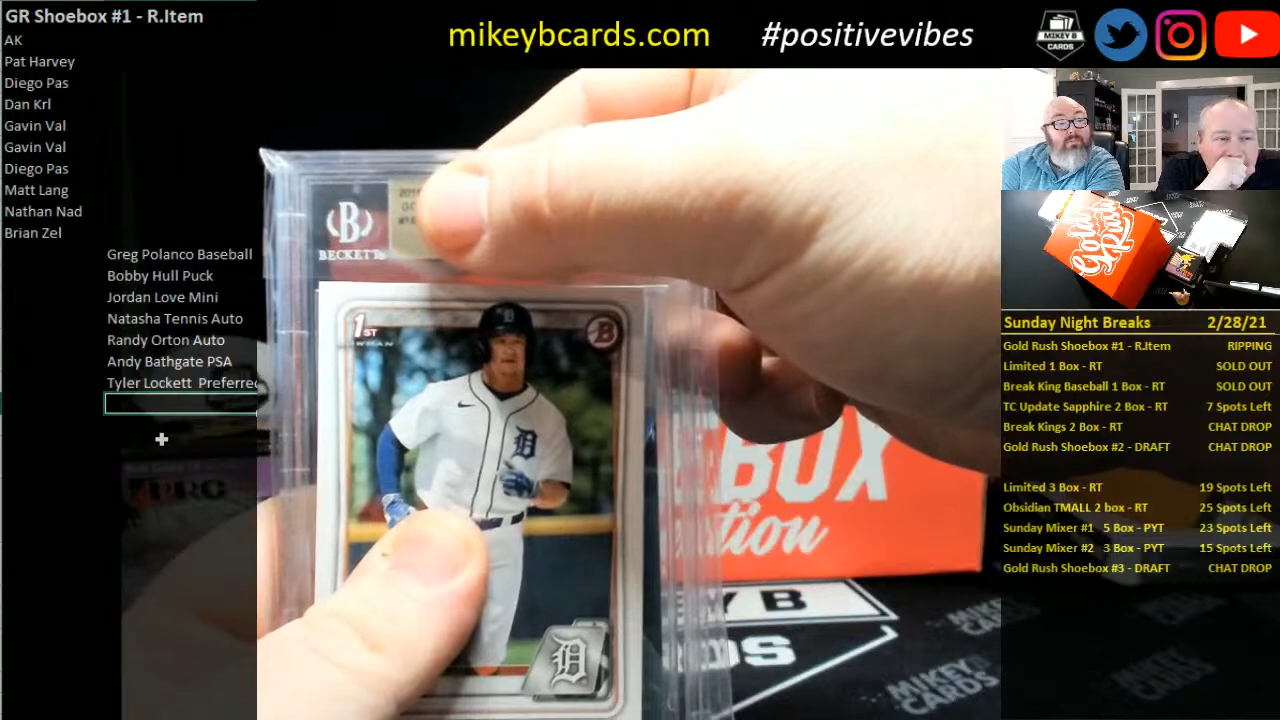 GR Shoebox #1 - R.Item
AK
Pat Harvey
Diego Pas
Dan Krl
Gavin Val
Gavin Val
Diego Pas
Matt Lang
Nathan Nad
Brian Zel
Greg Polanco Baseball
Bobby Hull Puck
Jordan Love Mini
Natasha Tennis Auto
Randy Orton Auto
Andy Bathgate PSA
Tyler Lockett Preferred
mikeybcards.com
#positivevibes
MIKEY B
CARDS
B
BECKETT
1ST
B
D
D
D
BOX
MIKEY
CARDS
Gold
Rush
Sunday Night Breaks 2/28/21
Gold Rush Shoebox #1 - R.Item RIPPING
Limited 1 Box - RT SOLD OUT
Break King Baseball 1 Box - RT SOLD OUT
TC Update Sapphire 2 Box - RT 7 Spots Left
Break Kings 2 Box - RT CHAT DROP
Gold Rush Shoebox #2 - DRAFT CHAT DROP
Limited 3 Box - RT 19 Spots Left
Obsidian TMALL 2 box - RT 25 Spots Left
Sunday Mixer #1 5 Box - PYT 23 Spots Left
Sunday Mixer #2 3 Box - PYT 15 Spots Left
Gold Rush Shoebox #3 - DRAFT CHAT DROP